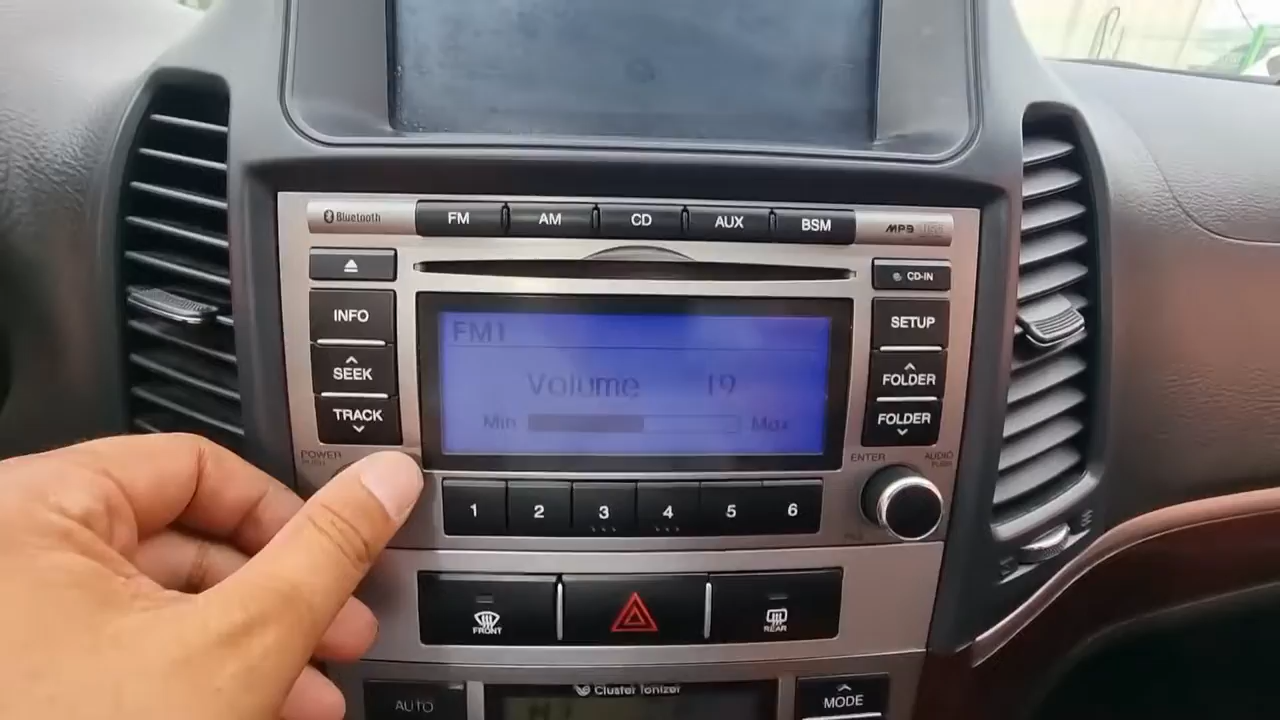 Bluetooth
FM
AM
CD
AUX
BSM
MP3
CD-IN
INFO
SETUP
SEEK
FOLDER
TRACK
FOLDER
FM1
Volume 19
Min
Max
POWER
ENTER
AUDIO
PUSH
1
2
3
4
5
6
FRONT
REAR
AUTO
Cluster Ionizer
MODE